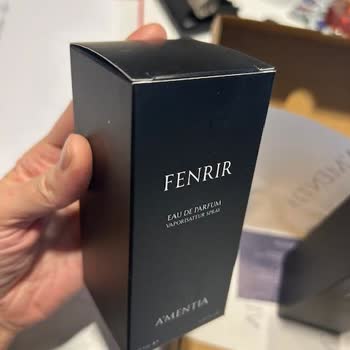 FENRIR
EAU DE PARFUM
VAPORISATEUR SPRAY
A'MENTIA